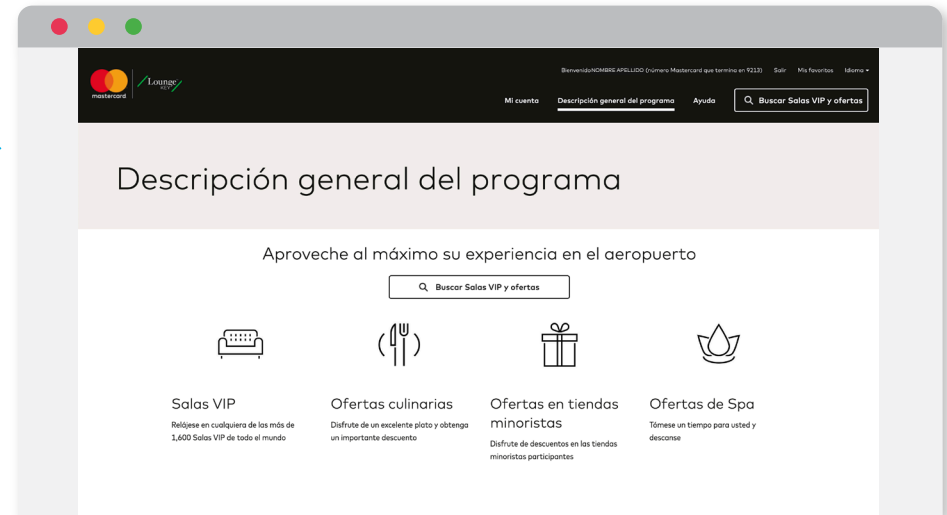 BienvenidoNOMBRE APELLIDO (número Mastercard que termina en 9213) Salir Mis favoritos Idioma
mastercard
Lounge
KEY
Mi cuenta Descripción general del programa Ayuda Buscar Salas VIP y ofertas
Descripción general del programa
Aproveche al máximo su experiencia en el aeropuerto
Buscar Salas VIP y ofertas
Salas VIP
Relájese en cualquiera de las más de
1,600 Salas VIP de todo el mundo
Ofertas culinarias
Disfrute de un excelente plato y obtenga
un importante descuento
Ofertas en tiendas
minoristas
Disfrute de descuentos en las tiendas
minoristas participantes
Ofertas de Spa
Tómese un tiempo para usted y
descanse